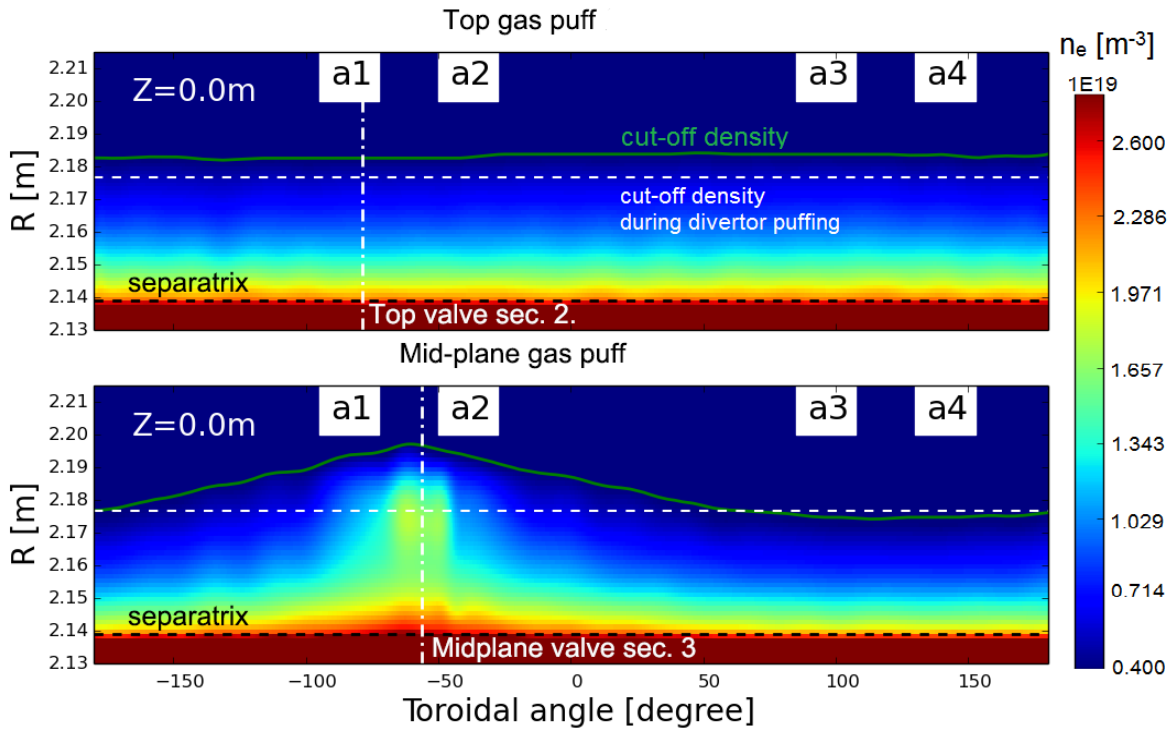 Top gas puff
n_e [m^-3]
1E19
2.21
2.20
2.19
2.18
2.17
2.16
2.15
2.14
2.13
R [m]
Z=0.0m
a1
a2
a3
a4
cut-off density
cut-off density
during divertor puffing
separatrix
Top valve sec. 2.
Mid-plane gas puff
2.21
2.20
2.19
2.18
2.17
2.16
2.15
2.14
2.13
R [m]
Z=0.0m
a1
a2
a3
a4
separatrix
Midplane valve sec. 3
−150
−100
−50
0
50
100
150
Toroidal angle [degree]
2.600
2.286
1.971
1.657
1.343
1.029
0.714
0.400